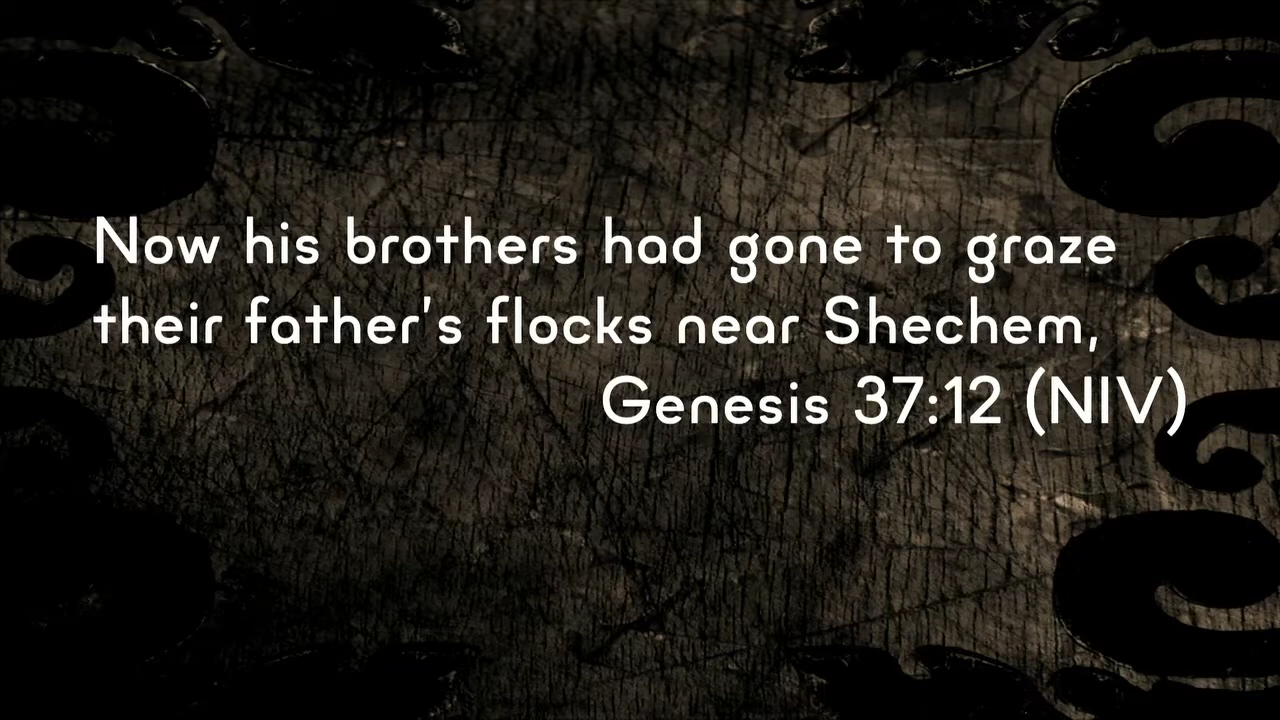 Now his brothers had gone to graze
their father's flocks near Shechem,
Genesis 37:12 (NIV)